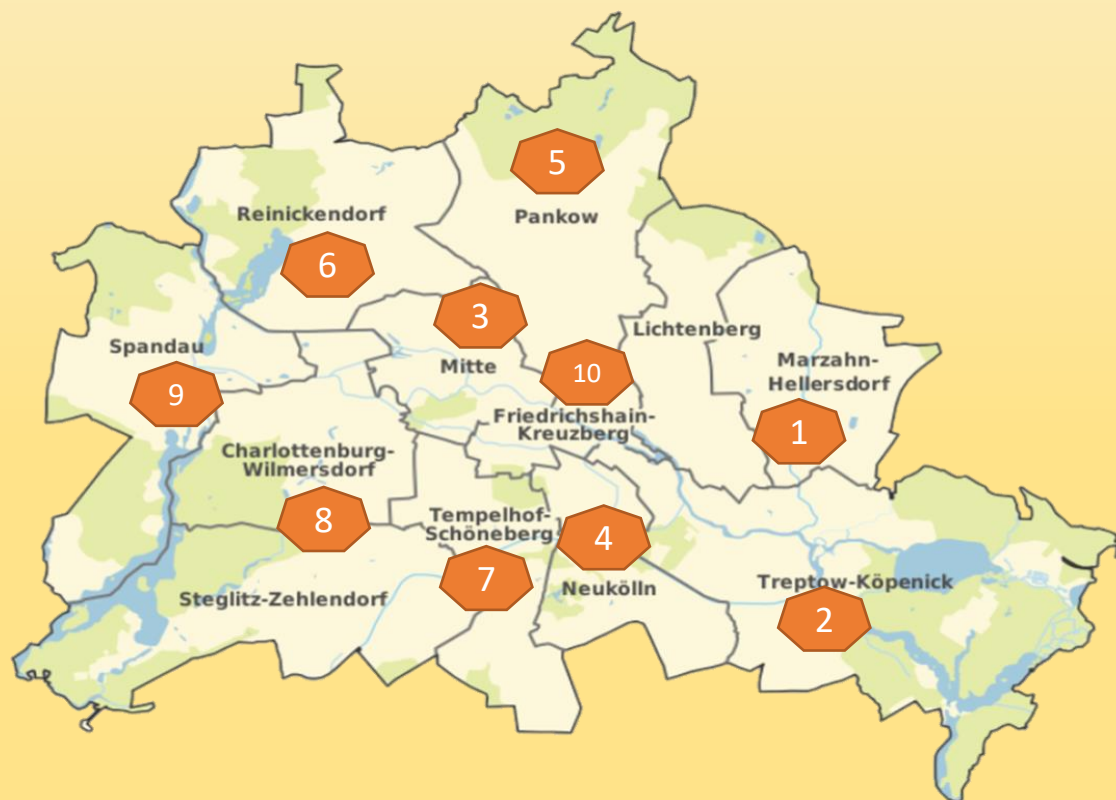 5
Reinickendorf
Pankow
6
3
Lichtenberg
Spandau
Mitte
Marzahn-
Hellersdorf
10
9
Friedrichshain-
Kreuzberg
1
Charlottenburg-
Wilmersdorf
8
Tempelhof-
Schöneberg
4
7
Neukölln
Treptow-Köpenick
Steglitz-Zehlendorf
2